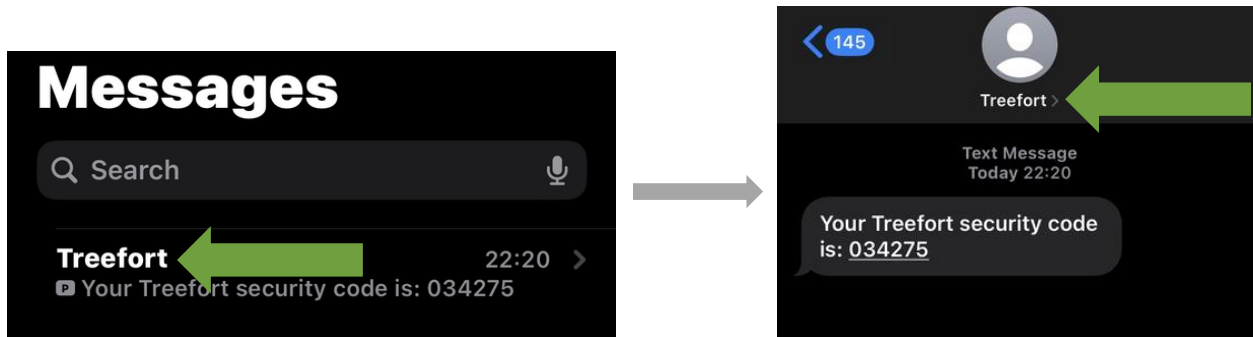 Messages
Search
Treefort
22:20
P Your Treefort security code is: 034275
145
Treefort
Text Message
Today 22:20
Your Treefort security code
is: 034275